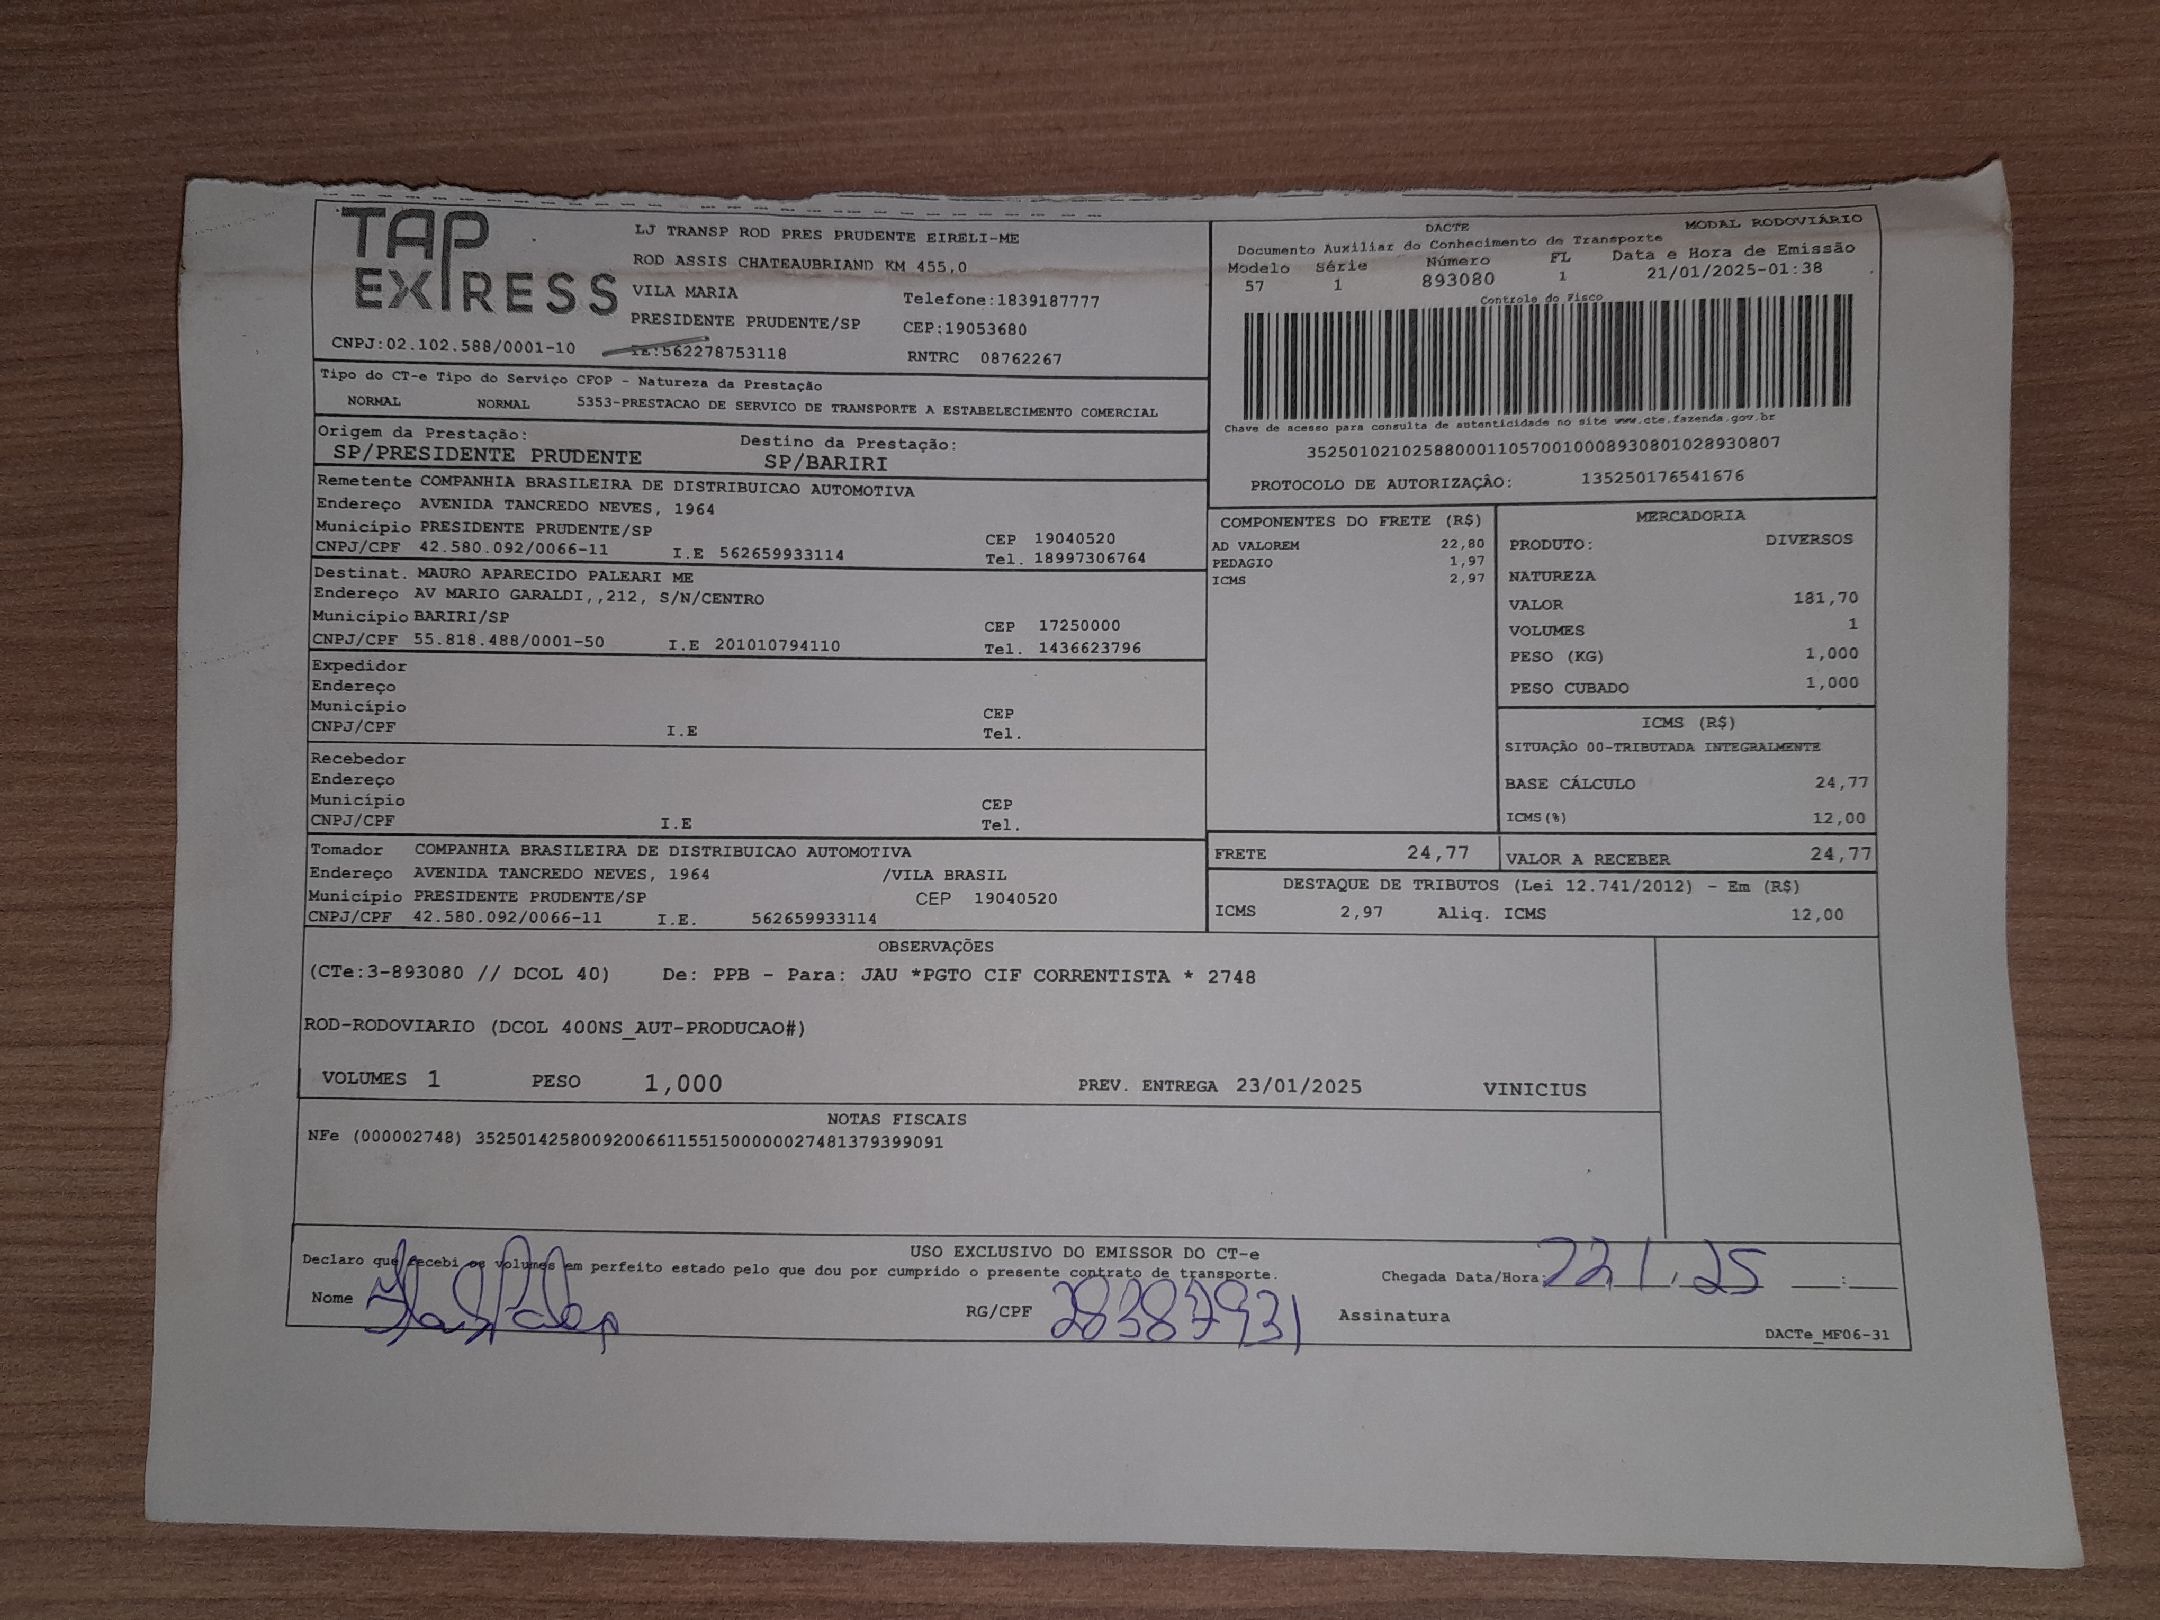 TAP EXPRESS
LJ TRANSP ROD PRES PRUDENTE EIRELI-ME
ROD ASSIS CHATEAUBRIAND KM 455,0
VILA MARIA Telefone:1839187777
PRESIDENTE PRUDENTE/SP CEP:19053680
CNPJ:02.102.588/0001-10 IE:562278753118 RNTRC 08762267
DACTE MODAL RODOVIÁRIO
Documento Auxiliar do Conhecimento de Transporte
Modelo Série Número FL Data e Hora de Emissão
57 1 893080 1 21/01/2025-01:38
Controle do Fisco
Chave de acesso para consulta de autenticidade no site www.cte.fazenda.gov.br
35250102102588000110570010008930801028930807
PROTOCOLO DE AUTORIZAÇÃO: 135250176541676
Tipo do CT-e Tipo do Serviço CFOP - Natureza da Prestação
NORMAL NORMAL 5353-PRESTACAO DE SERVICO DE TRANSPORTE A ESTABELECIMENTO COMERCIAL
Origem da Prestação: Destino da Prestação:
SP/PRESIDENTE PRUDENTE SP/BARIRI
Remetente COMPANHIA BRASILEIRA DE DISTRIBUICAO AUTOMOTIVA
Endereço AVENIDA TANCREDO NEVES, 1964
Município PRESIDENTE PRUDENTE/SP CEP 19040520
CNPJ/CPF 42.580.092/0066-11 I.E 562659933114 Tel. 18997306764
Destinat. MAURO APARECIDO PALEARI ME
Endereço AV MARIO GARALDI,,212, S/N/CENTRO
Município BARIRI/SP CEP 17250000
CNPJ/CPF 55.818.488/0001-50 I.E 201010794110 Tel. 1436623796
Expedidor
Endereço
Município CEP
CNPJ/CPF I.E Tel.
Recebedor
Endereço
Município CEP
CNPJ/CPF I.E Tel.
Tomador COMPANHIA BRASILEIRA DE DISTRIBUICAO AUTOMOTIVA
Endereço AVENIDA TANCREDO NEVES, 1964 /VILA BRASIL
Município PRESIDENTE PRUDENTE/SP CEP 19040520
CNPJ/CPF 42.580.092/0066-11 I.E. 562659933114
COMPONENTES DO FRETE (R$)
AD VALOREM 22,80
PEDAGIO 1,97
ICMS 2,97
MERCADORIA
PRODUTO: DIVERSOS
NATUREZA
VALOR 181,70
VOLUMES 1
PESO (KG) 1,000
PESO CUBADO 1,000
ICMS (R$)
SITUAÇÃO 00-TRIBUTADA INTEGRALMENTE
BASE CÁLCULO 24,77
ICMS(%) 12,00
FRETE 24,77 VALOR A RECEBER 24,77
DESTAQUE DE TRIBUTOS (Lei 12.741/2012) - Em (R$)
ICMS 2,97 Aliq. ICMS 12,00
OBSERVAÇÕES
(CTe:3-893080 // DCOL 40) De: PPB - Para: JAU *PGTO CIF CORRENTISTA * 2748
ROD-RODOVIARIO (DCOL 400NS_AUT-PRODUCAO#)
VOLUMES 1 PESO 1,000 PREV. ENTREGA 23/01/2025 VINICIUS
NOTAS FISCAIS
NFe (000002748) 35250142580092006611551500000027481379399091
USO EXCLUSIVO DO EMISSOR DO CT-e
Declaro que recebi os volumes em perfeito estado pelo que dou por cumprido o presente contrato de transporte. Chegada Data/Hora: 22 1. 25 __:__
Nome RG/CPF 28387931 Assinatura
DACTe_MF06-31